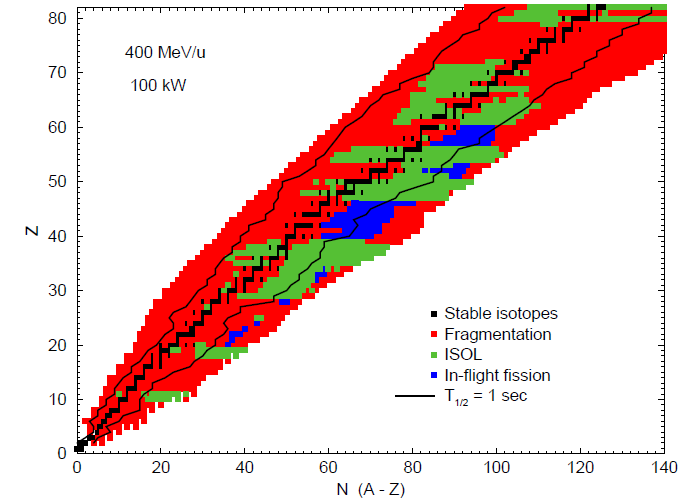 80
70
60
50
40
30
20
10
0
Z
400 MeV/u
100 kW
Stable isotopes
Fragmentation
ISOL
In-flight fission
T1/2 = 1 sec
0 20 40 60 80 100 120 140
N (A - Z)